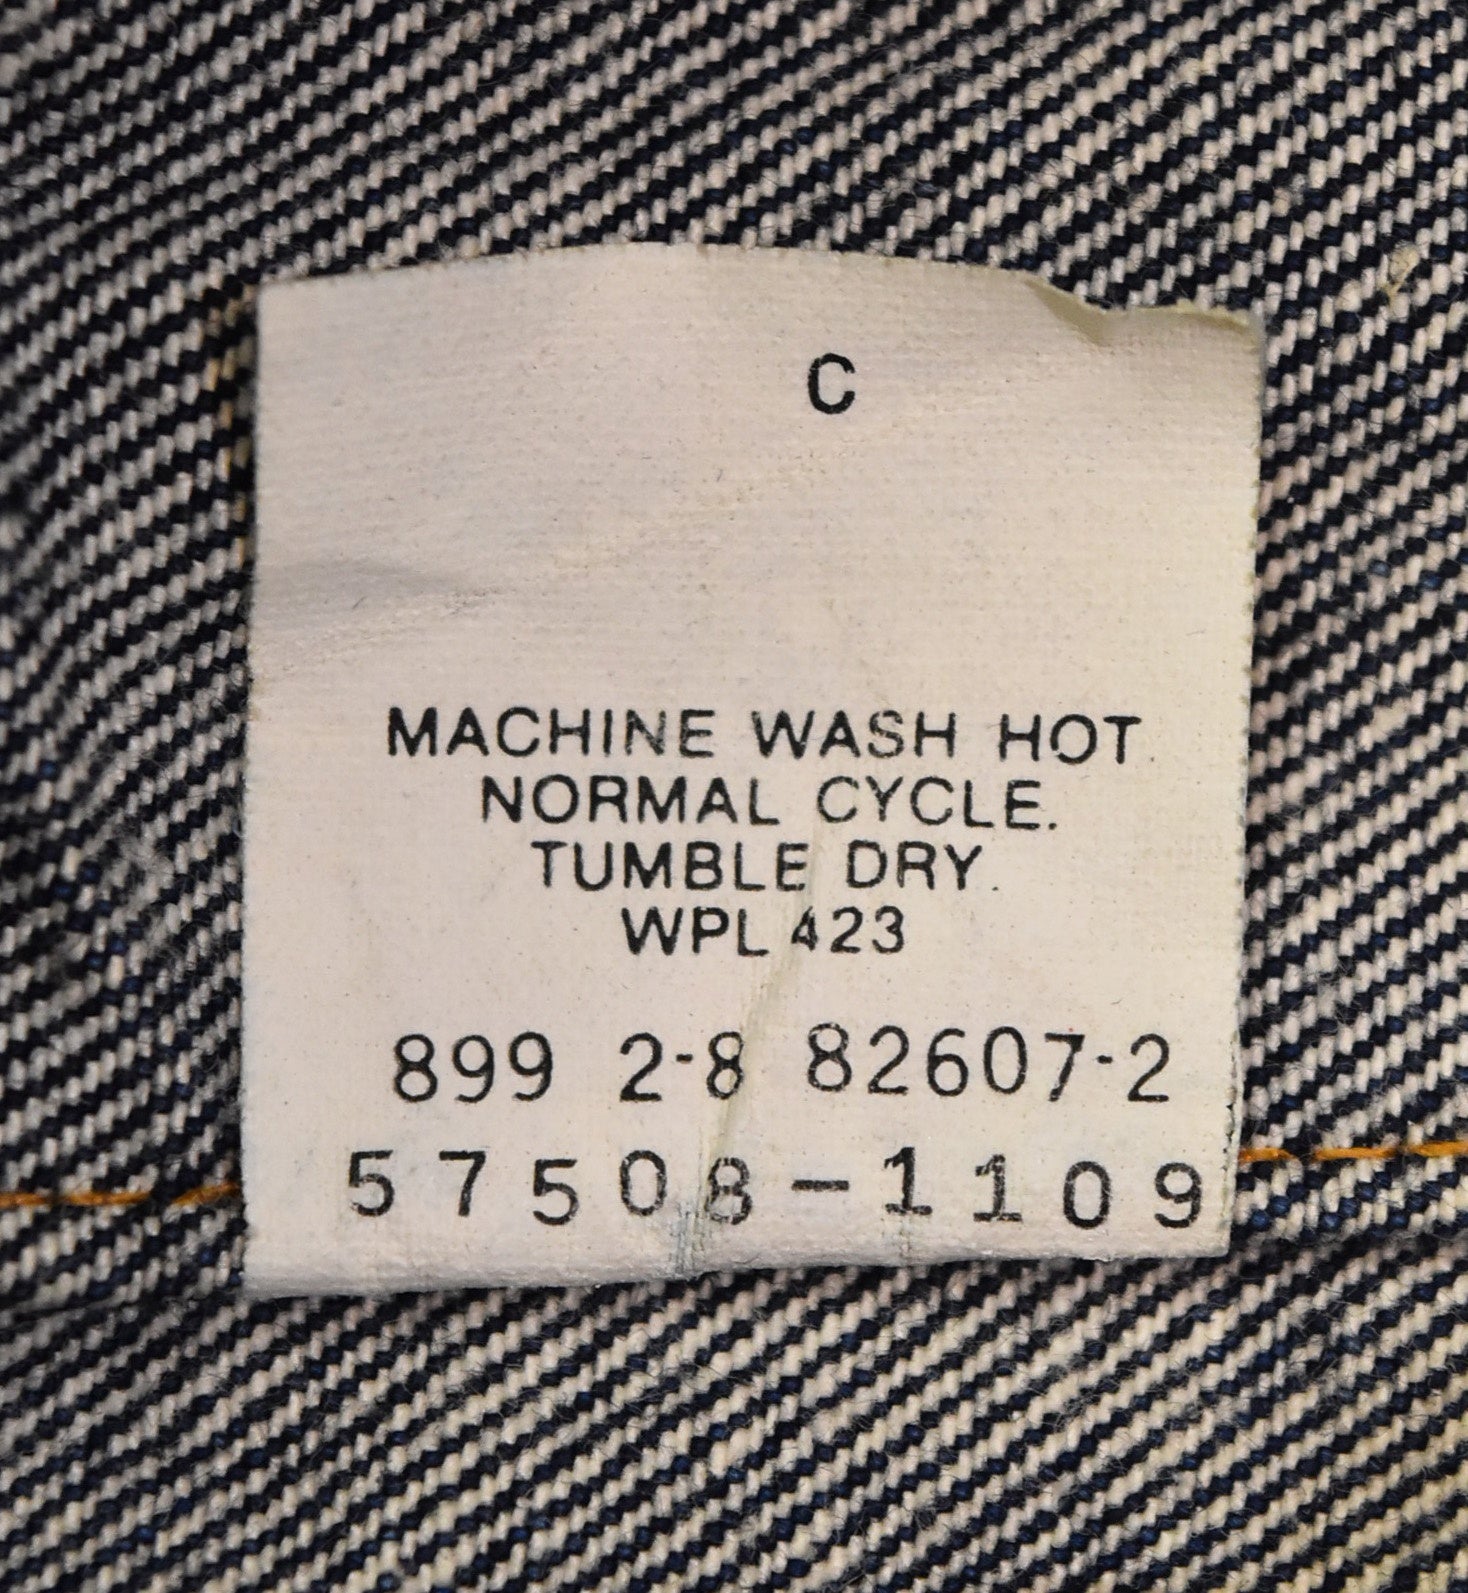 C
MACHINE WASH HOT.
NORMAL CYCLE.
TUMBLE DRY.
WPL 423
899 2-8 82607-2
57508-1109